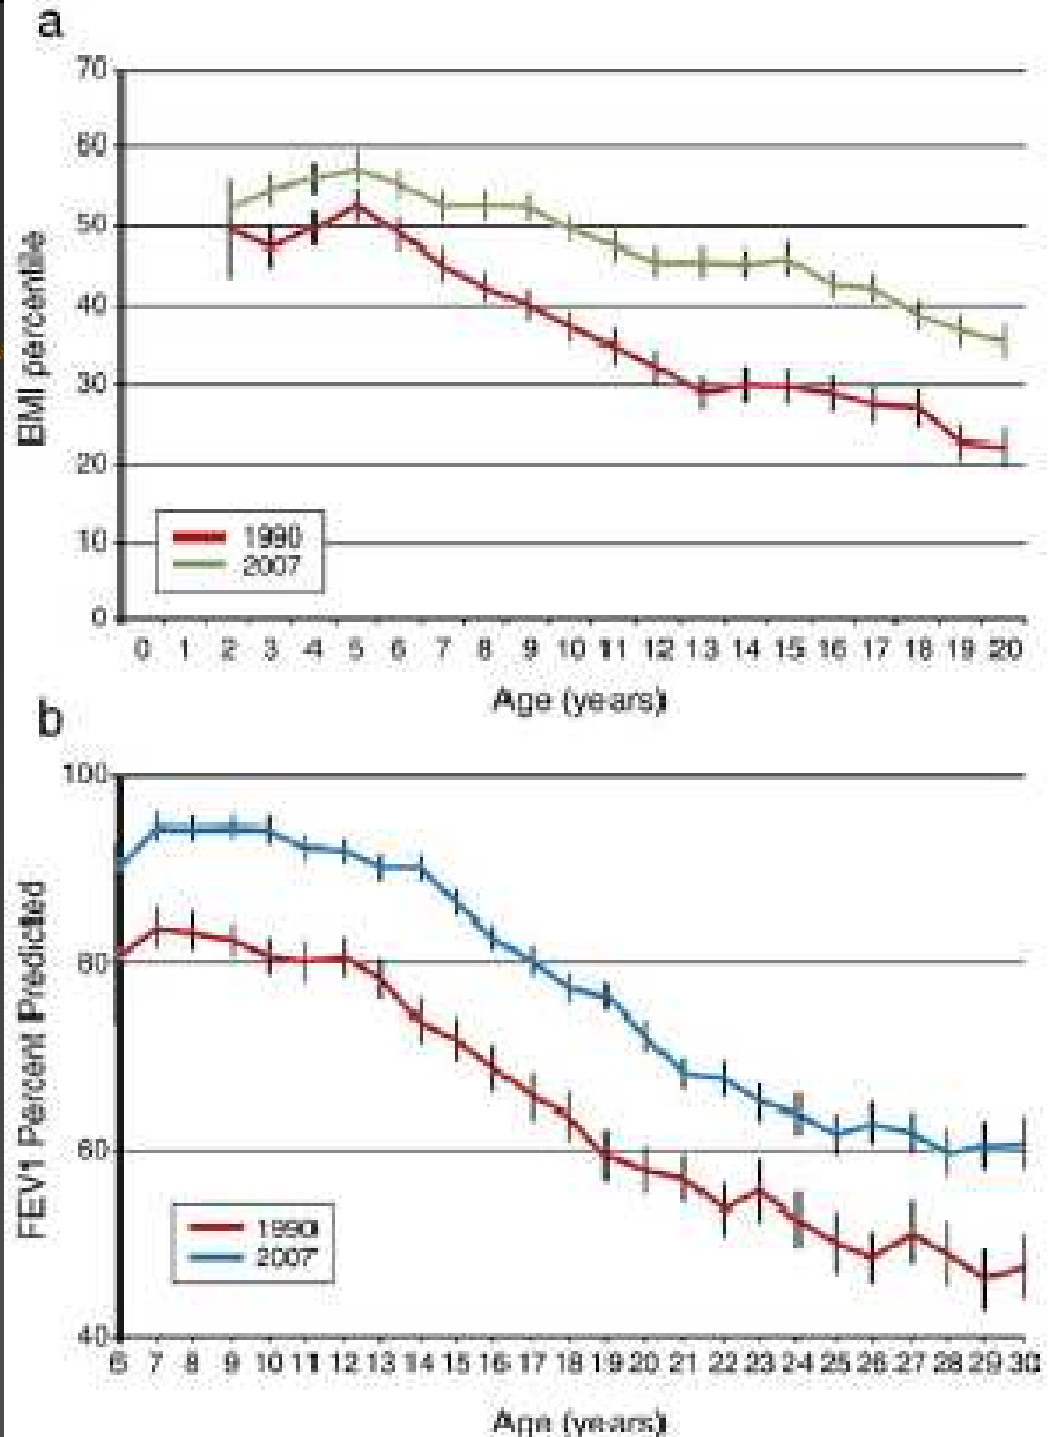 a
70
60
50
40
30
20
10
0
BMI percentile
1990
2007
0 1 2 3 4 5 6 7 8 9 10 11 12 13 14 15 16 17 18 19 20
Age (years)
b
100
80
60
40
FEV1 Percent Predicted
1990
2007
6 7 8 9 10 11 12 13 14 15 16 17 18 19 20 21 22 23 24 25 26 27 28 29 30
Age (years)